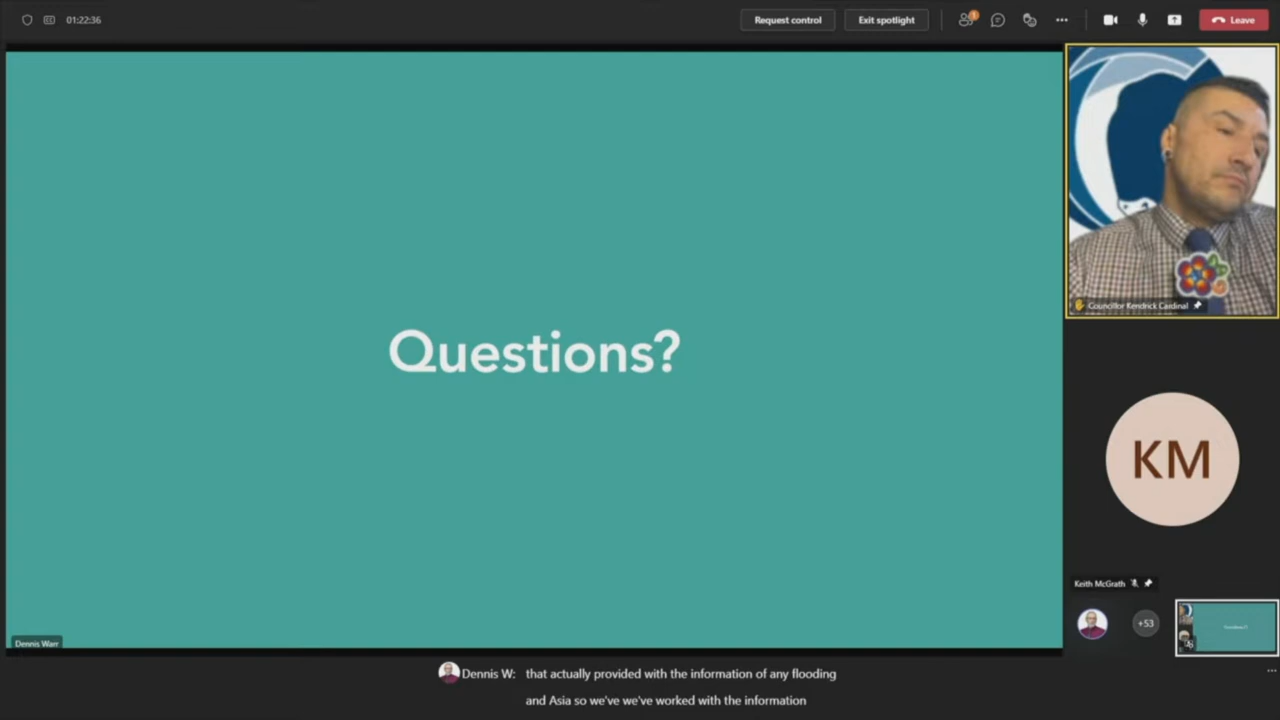 01:22:36
Request control
Exit spotlight
1
Leave
Questions?
Councillor Kendrick Cardinal
KM
Keith McGrath
+53
Dennis Warr
Dennis W: that actually provided with the information of any flooding
and Asia so we've we've worked with the information